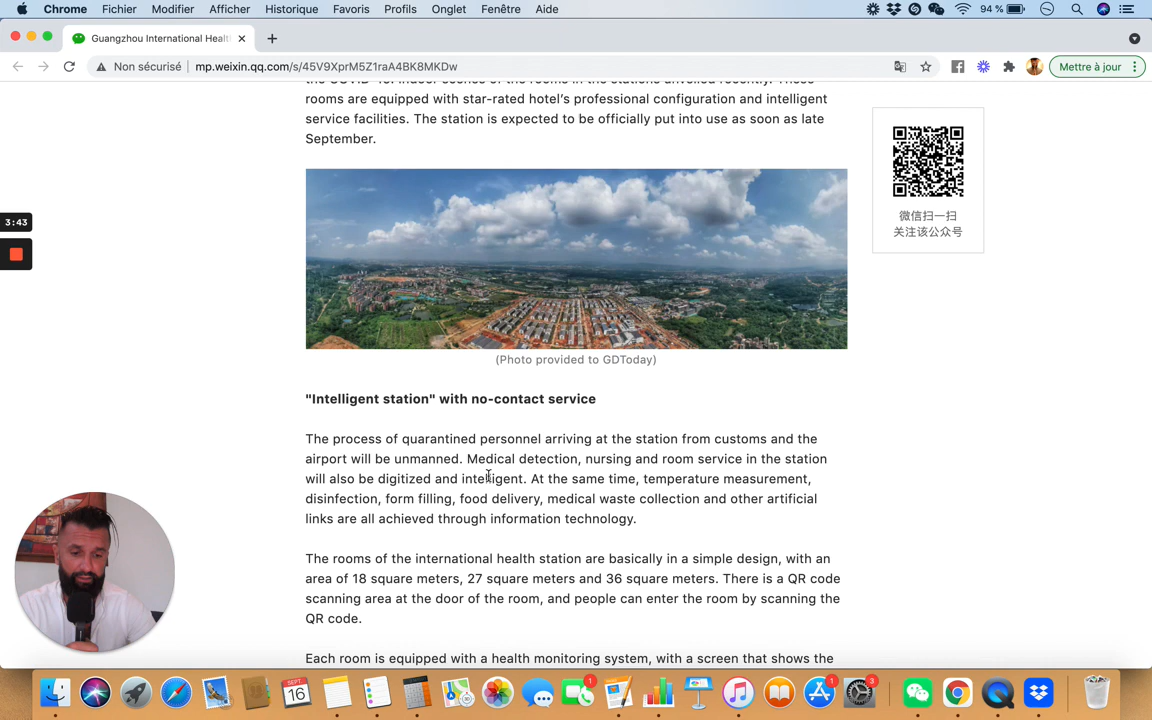 Chrome Fichier Modifier Afficher Historique Favoris Profils Onglet Fenêtre Aide
94 %
Guangzhou International Healt
Non sécurisé mp.weixin.qq.com/s/45V9XprM5Z1raA4BK8MKDw
Mettre à jour
rooms are equipped with star-rated hotel's professional configuration and intelligent
service facilities. The station is expected to be officially put into use as soon as late
September.
微信扫一扫
关注该公众号
3:43
(Photo provided to GDToday)
"Intelligent station" with no-contact service
The process of quarantined personnel arriving at the station from customs and the
airport will be unmanned. Medical detection, nursing and room service in the station
will also be digitized and intelligent. At the same time, temperature measurement,
disinfection, form filling, food delivery, medical waste collection and other artificial
links are all achieved through information technology.
The rooms of the international health station are basically in a simple design, with an
area of 18 square meters, 27 square meters and 36 square meters. There is a QR code
scanning area at the door of the room, and people can enter the room by scanning the
QR code.
Each room is equipped with a health monitoring system, with a screen that shows the
SEPT.
16
1
1
3